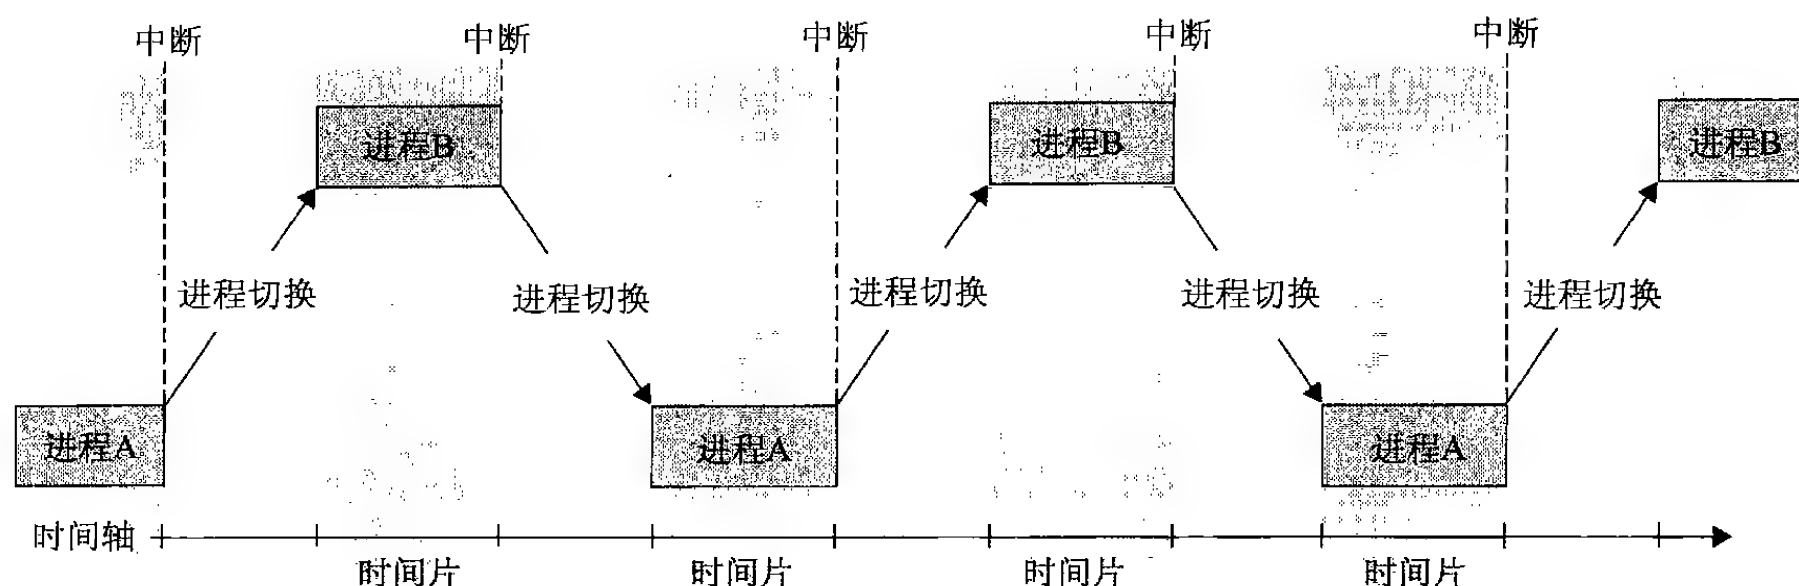 中断 中断 中断 中断 中断
进程B 进程B 进程B
进程切换 进程切换 进程切换 进程切换 进程切换
进程A 进程A 进程A
时间轴
时间片 时间片 时间片 时间片